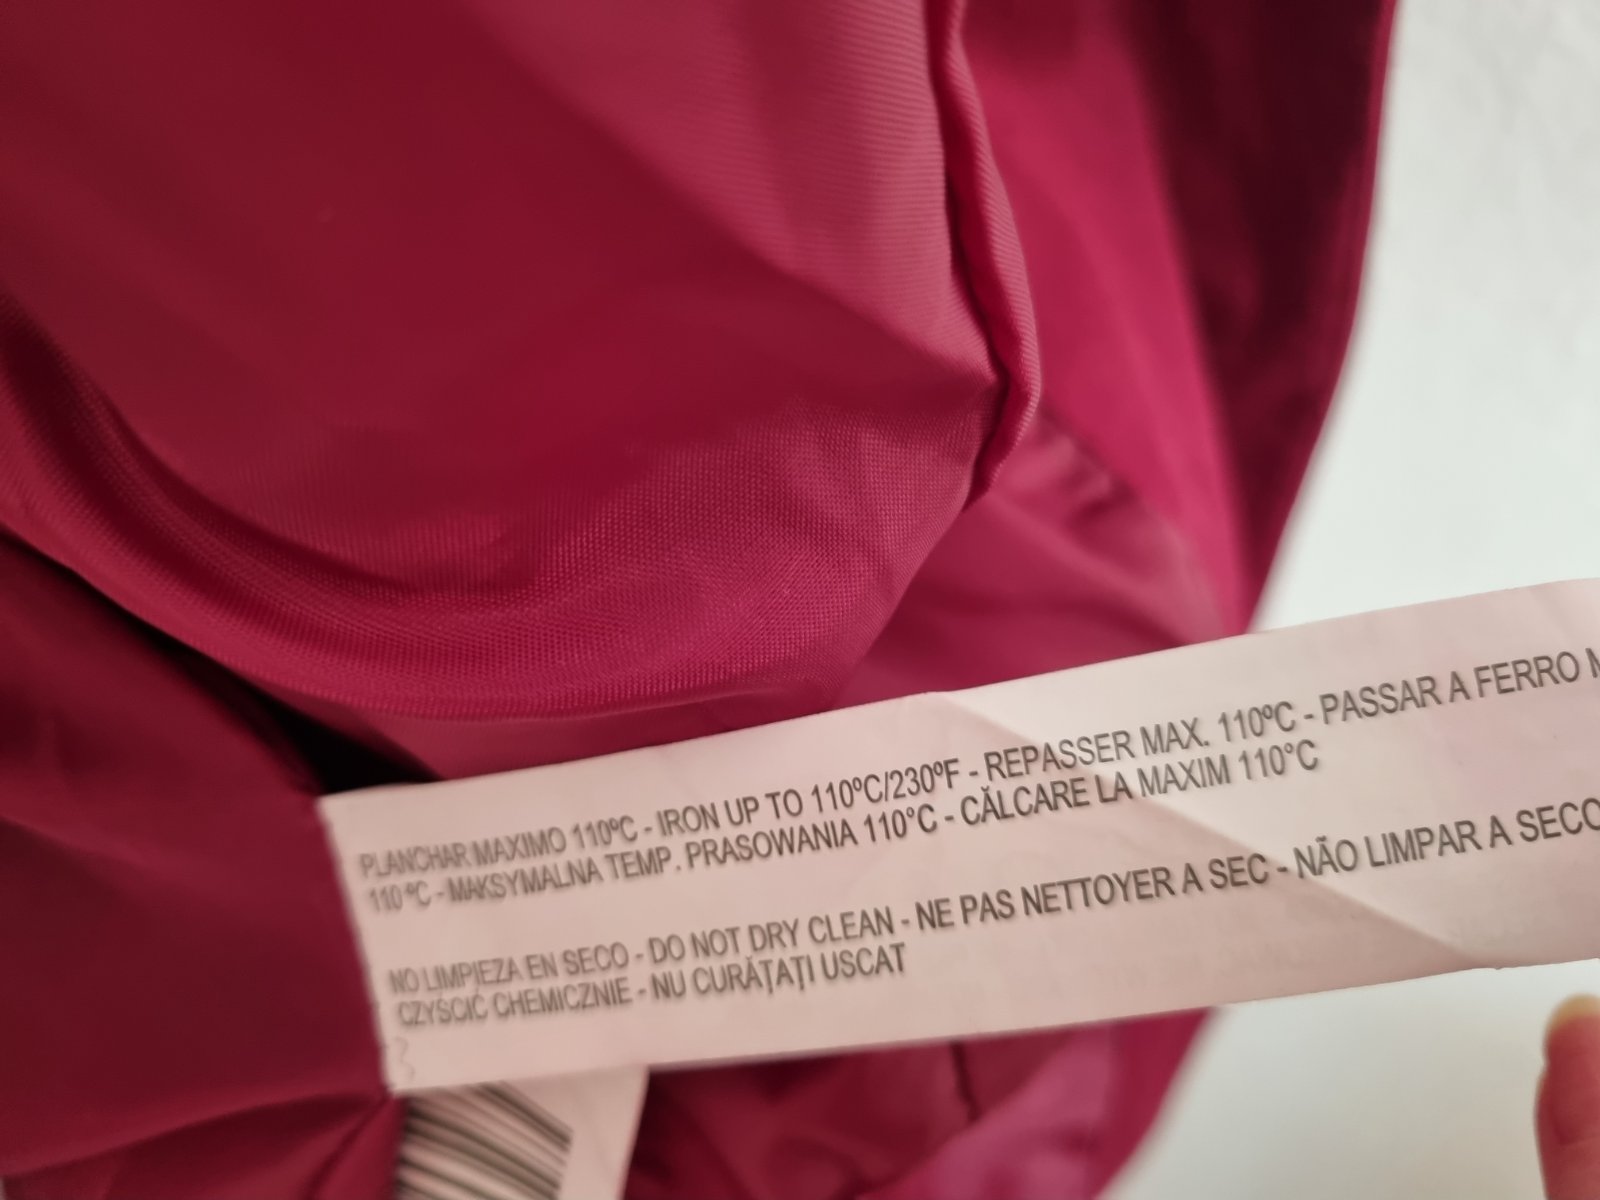 PLANCHAR MAXIMO 110ºC - IRON UP TO 110ºC/230ºF - REPASSER MAX. 110ºC - PASSAR A FERRO
110 ºC - MAKSYMALNA TEMP. PRASOWANIA 110°C - CĂLCARE LA MAXIM 110°C
NO LIMPIEZA EN SECO - DO NOT DRY CLEAN - NE PAS NETTOYER A SEC - NÃO LIMPAR A SECO
CZYŚCIĆ CHEMICZNIE - NU CURĂȚAȚI USCAT